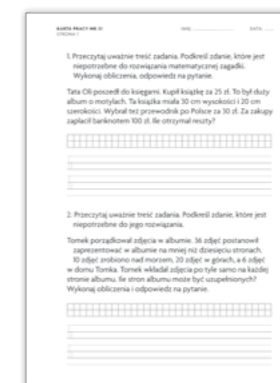 KARTA PRACY NR 21
STRONA 1
IMIĘ:
DATA:
1. Przeczytaj uważnie treść zadania. Podkreśl zdanie, które jest
niepotrzebne do rozwiązania matematycznej zagadki.
Wykonaj obliczenia, odpowiedz na pytanie.
Tata Oli poszedł do księgarni. Kupił książkę za 25 zł. To był duży
album o motylach. Ta książka miała 30 cm wysokości i 20 cm
szerokości. Wybrał też przewodnik po Polsce za 30 zł. Za zakupy
zapłacił banknotem 100 zł. Ile otrzymał reszty?
2. Przeczytaj uważnie treść zadania. Podkreśl zdanie, które jest
niepotrzebne do jego rozwiązania.
Tomek porządkował zdjęcia w albumie. 36 zdjęć postanowił
zaprezentować w albumie na mniej niż dziesięciu stronach.
10 zdjęć zrobiono nad morzem, 20 zdjęć w górach, a 6 zdjęć
w domu Tomka. Tomek wkładał zdjęcia po tyle samo na każdej
stronie albumu. Ile stron albumu może być uzupełnionych?
Wykonaj obliczenia i odpowiedz na pytanie.